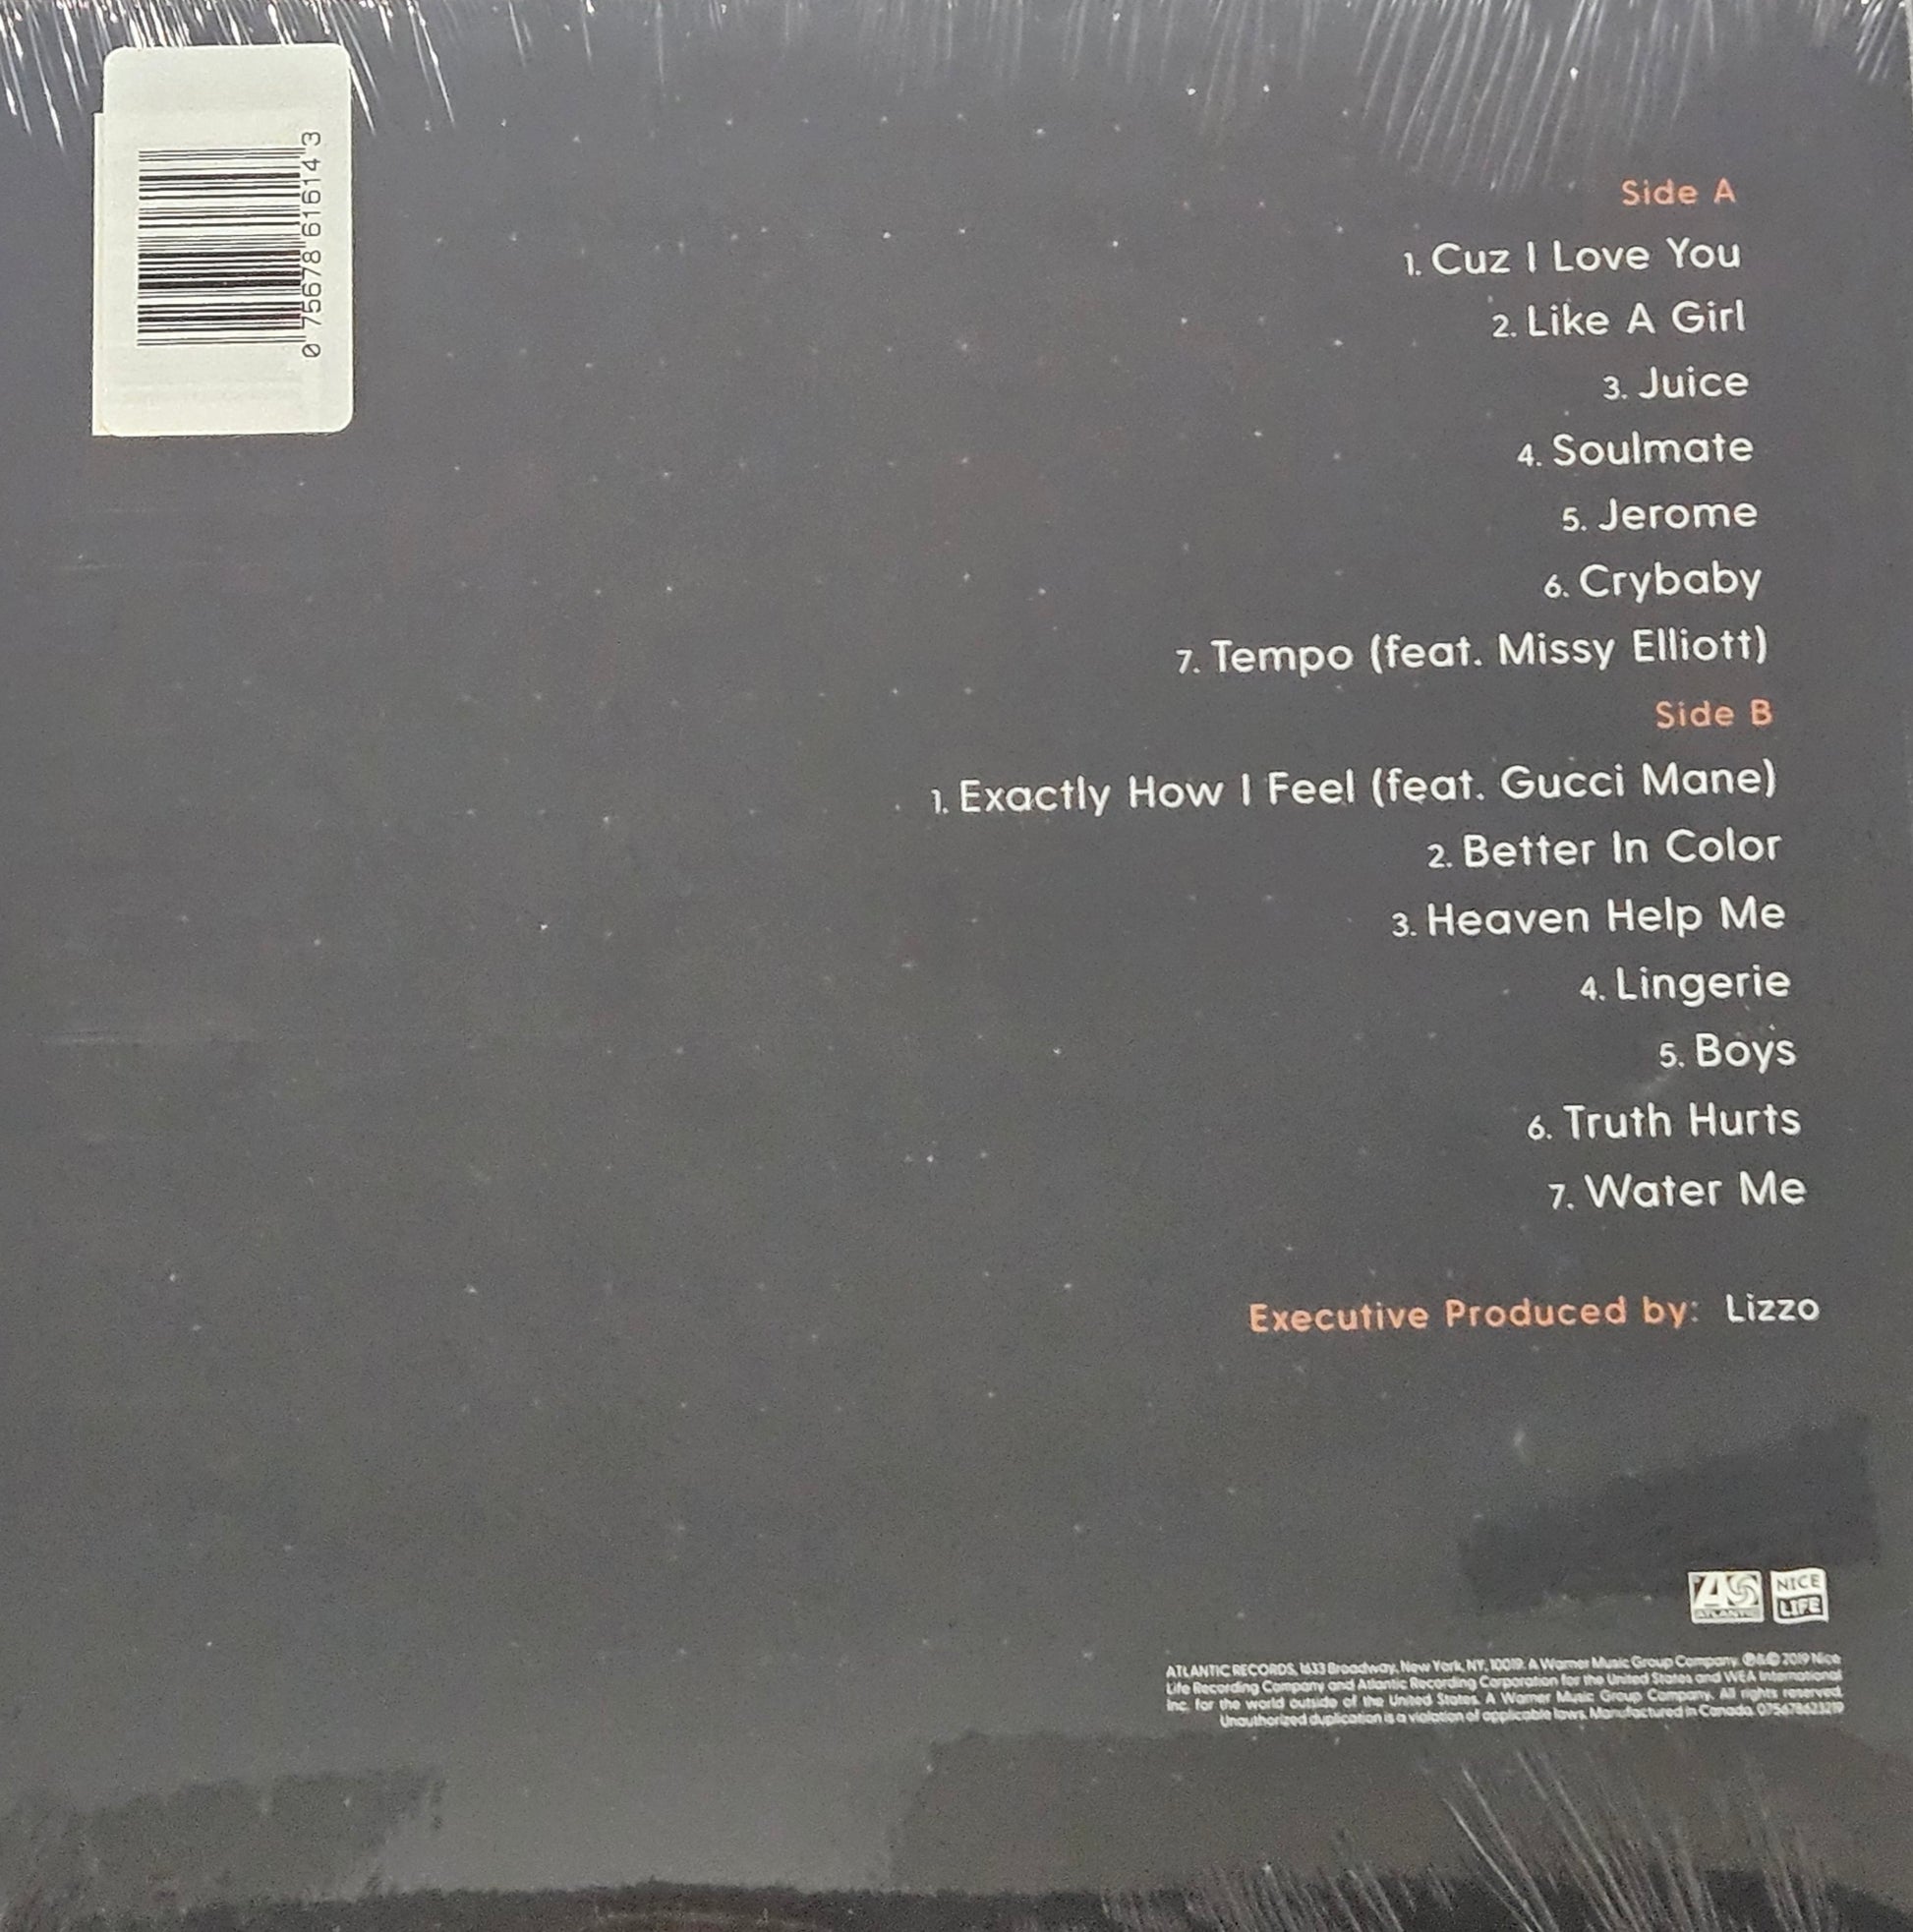 0 75678 61614 3
Side A
1. Cuz I Love You
2. Like A Girl
3. Juice
4. Soulmate
5. Jerome
6. Crybaby
7. Tempo (feat. Missy Elliott)
Side B
1. Exactly How I Feel (feat. Gucci Mane)
2. Better In Color
3. Heaven Help Me
4. Lingerie
5. Boys
6. Truth Hurts
7. Water Me
Executive Produced by: Lizzo
ATLANTIC
NICE
LIFE
ATLANTIC RECORDS, 1633 Broadway, New York, NY, 10019. A Warner Music Group Company. ℗&© 2019 Nice
Life Recording Company and Atlantic Recording Corporation for the United States and WEA International
Inc. for the world outside of the United States. A Warner Music Group Company. All rights reserved.
Unauthorized duplication is a violation of applicable laws. Manufactured in Canada. 075678623219